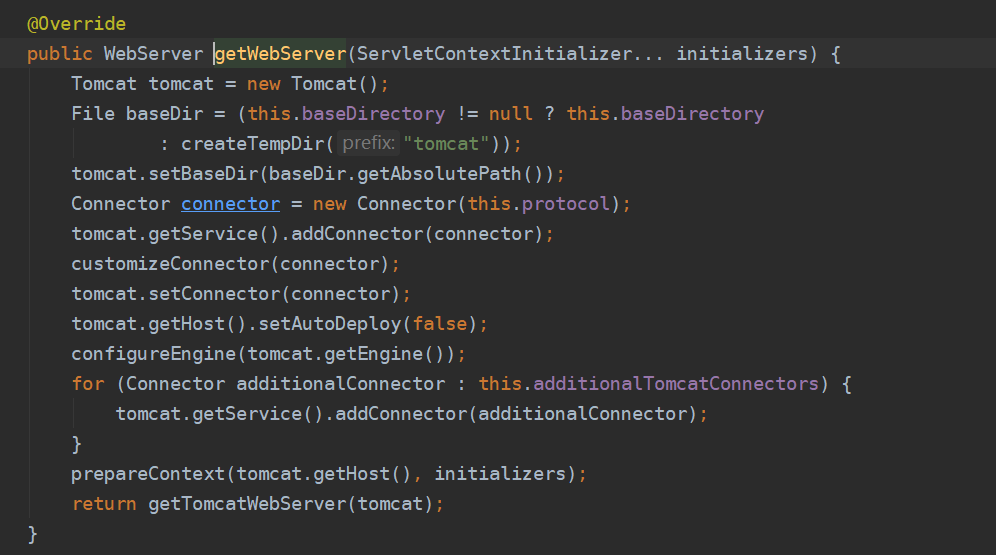 @Override
public WebServer getWebServer(ServletContextInitializer... initializers) {
    Tomcat tomcat = new Tomcat();
    File baseDir = (this.baseDirectory != null ? this.baseDirectory
            : createTempDir( prefix: "tomcat"));
    tomcat.setBaseDir(baseDir.getAbsolutePath());
    Connector connector = new Connector(this.protocol);
    tomcat.getService().addConnector(connector);
    customizeConnector(connector);
    tomcat.setConnector(connector);
    tomcat.getHost().setAutoDeploy(false);
    configureEngine(tomcat.getEngine());
    for (Connector additionalConnector : this.additionalTomcatConnectors) {
        tomcat.getService().addConnector(additionalConnector);
    }
    prepareContext(tomcat.getHost(), initializers);
    return getTomcatWebServer(tomcat);
}